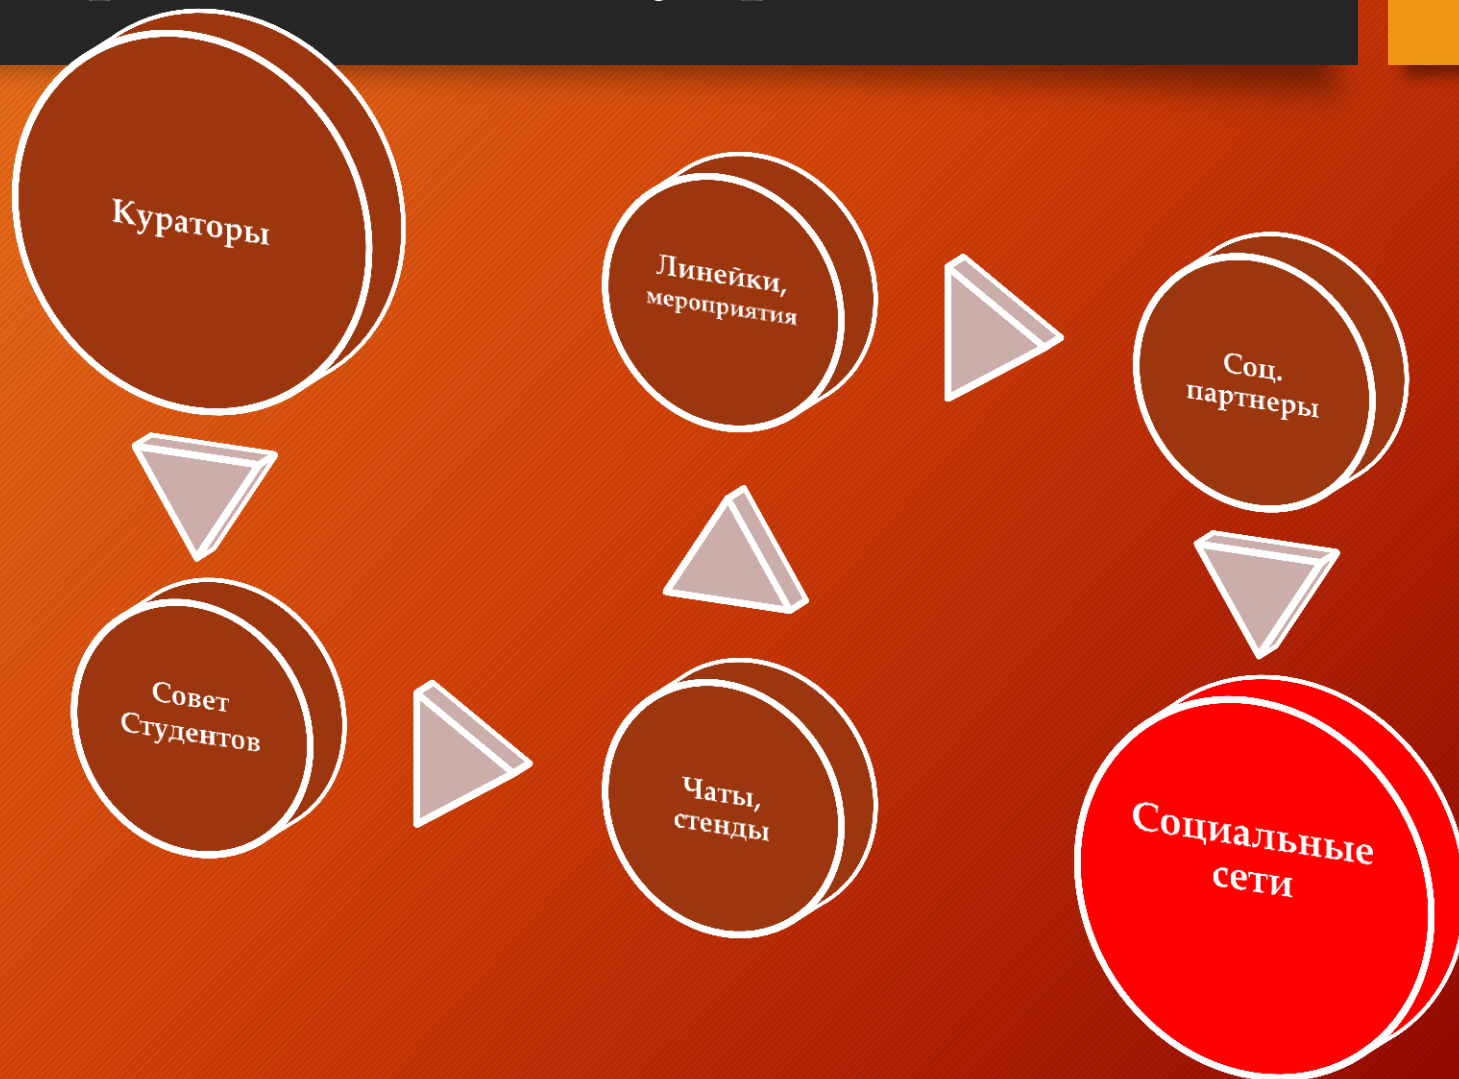 Кураторы
Совет
Студентов
Чаты,
стенды
Линейки,
мероприятия
Соц.
партнеры
Социальные
сети